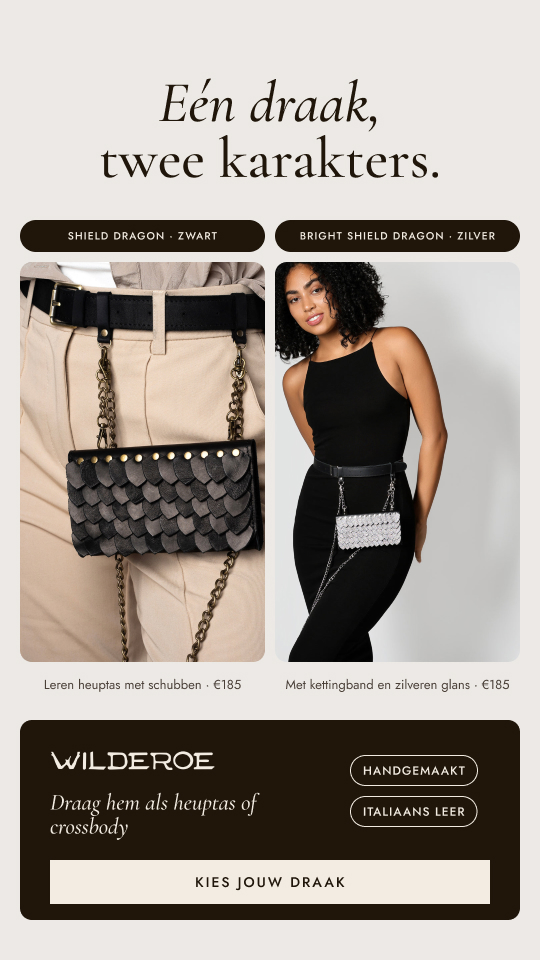 Eén draak,
twee karakters.
SHIELD DRAGON · ZWART
BRIGHT SHIELD DRAGON · ZILVER
Leren heuptas met schubben · €185
Met kettingband en zilveren glans · €185
WILDEROE
Draag hem als heuptas of
crossbody
HANDGEMAAKT
ITALIAANS LEER
KIES JOUW DRAAK